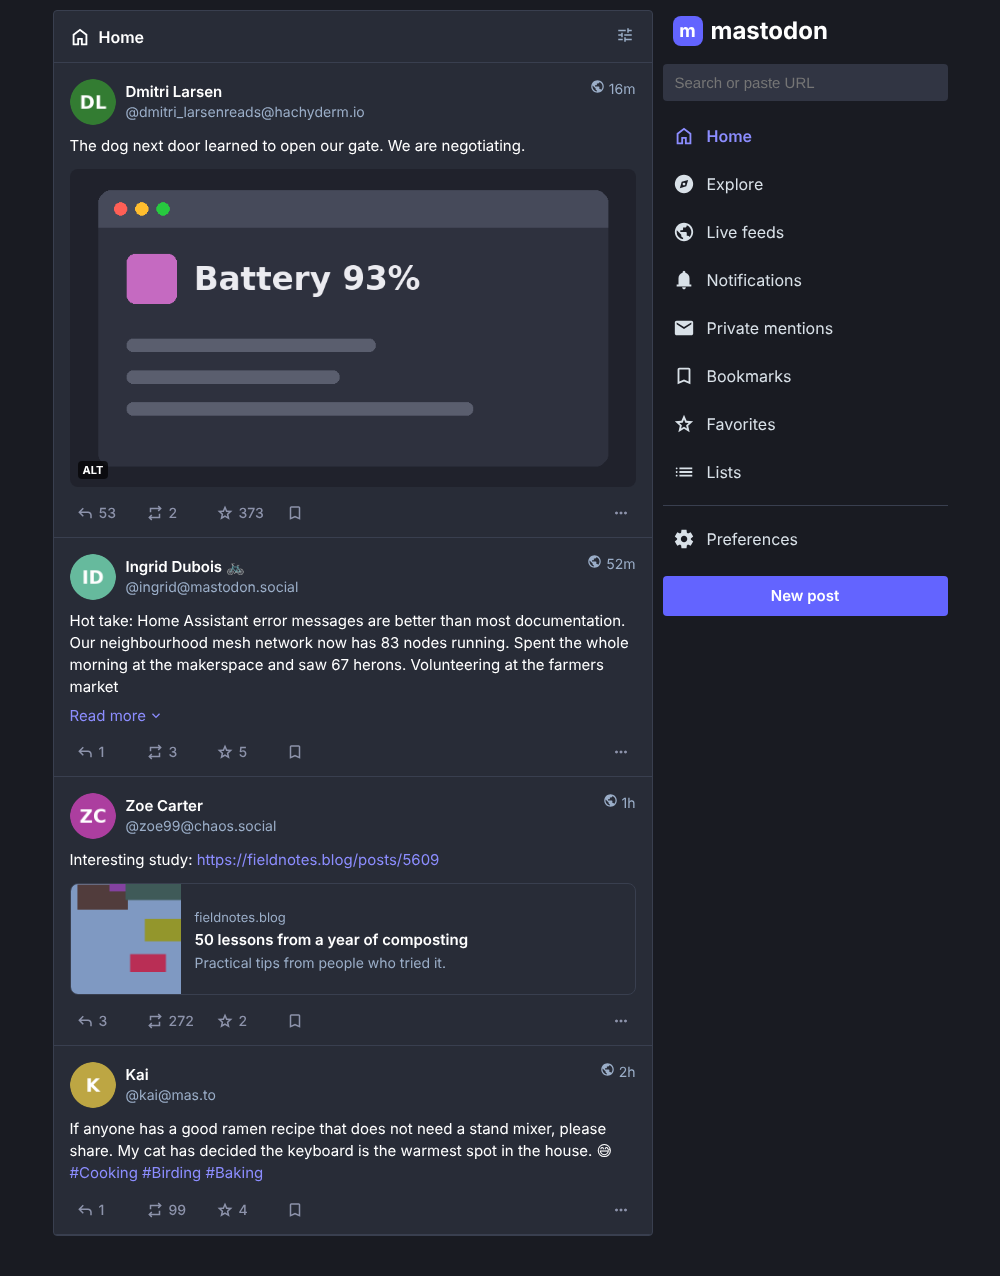 Home
DL
Dmitri Larsen
16m
@dmitri_larsenreads@hachyderm.io
The dog next door learned to open our gate. We are negotiating.
Battery 93%
ALT
53
2
373
ID
Ingrid Dubois 🚲
52m
@ingrid@mastodon.social
Hot take: Home Assistant error messages are better than most documentation.
Our neighbourhood mesh network now has 83 nodes running. Spent the whole
morning at the makerspace and saw 67 herons. Volunteering at the farmers
market
Read more
1
3
5
ZC
Zoe Carter
1h
@zoe99@chaos.social
Interesting study: https://fieldnotes.blog/posts/5609
fieldnotes.blog
50 lessons from a year of composting
Practical tips from people who tried it.
3
272
2
K
Kai
2h
@kai@mas.to
If anyone has a good ramen recipe that does not need a stand mixer, please
share. My cat has decided the keyboard is the warmest spot in the house. 😅
#Cooking #Birding #Baking
1
99
4
m mastodon
Search or paste URL
Home
Explore
Live feeds
Notifications
Private mentions
Bookmarks
Favorites
Lists
Preferences
New post